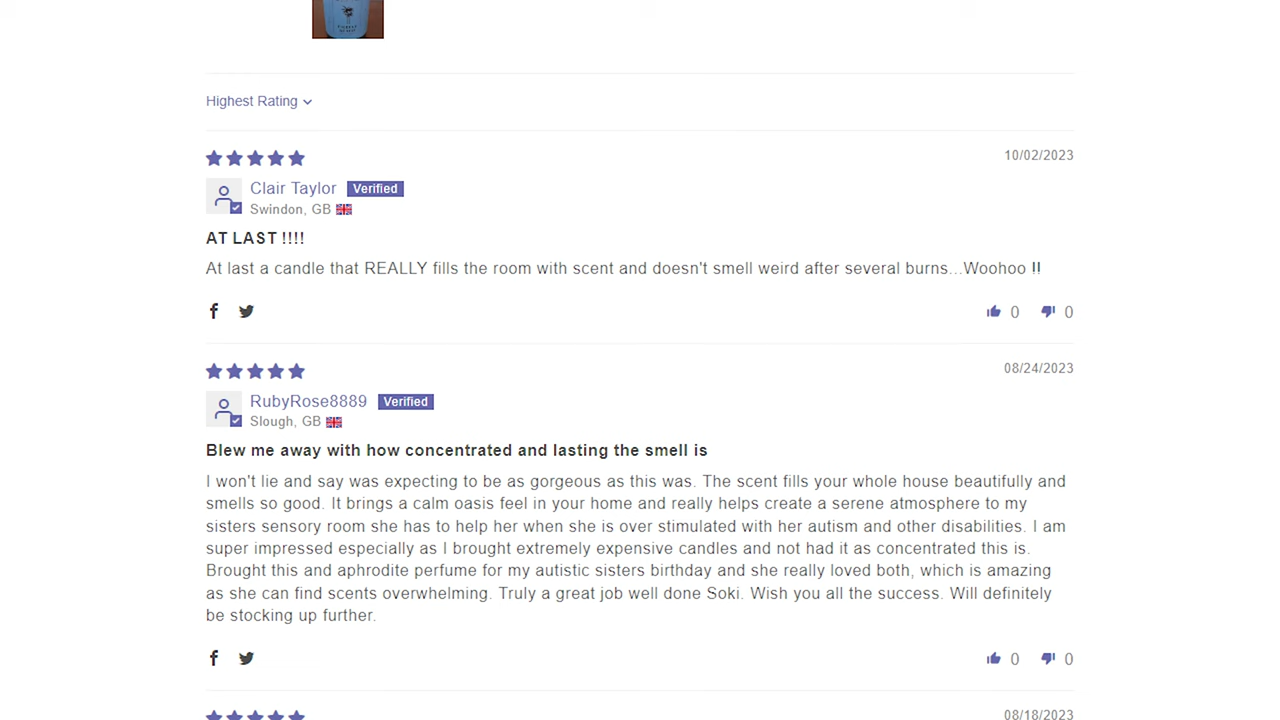 Highest Rating
10/02/2023
Clair Taylor Verified
Swindon, GB
AT LAST !!!!
At last a candle that REALLY fills the room with scent and doesn't smell weird after several burns...Woohoo !!
0 0
08/24/2023
RubyRose8889 Verified
Slough, GB
Blew me away with how concentrated and lasting the smell is
I won't lie and say was expecting to be as gorgeous as this was. The scent fills your whole house beautifully and
smells so good. It brings a calm oasis feel in your home and really helps create a serene atmosphere to my
sisters sensory room she has to help her when she is over stimulated with her autism and other disabilities. I am
super impressed especially as I brought extremely expensive candles and not had it as concentrated this is.
Brought this and aphrodite perfume for my autistic sisters birthday and she really loved both, which is amazing
as she can find scents overwhelming. Truly a great job well done Soki. Wish you all the success. Will definitely
be stocking up further.
0 0
08/18/2023